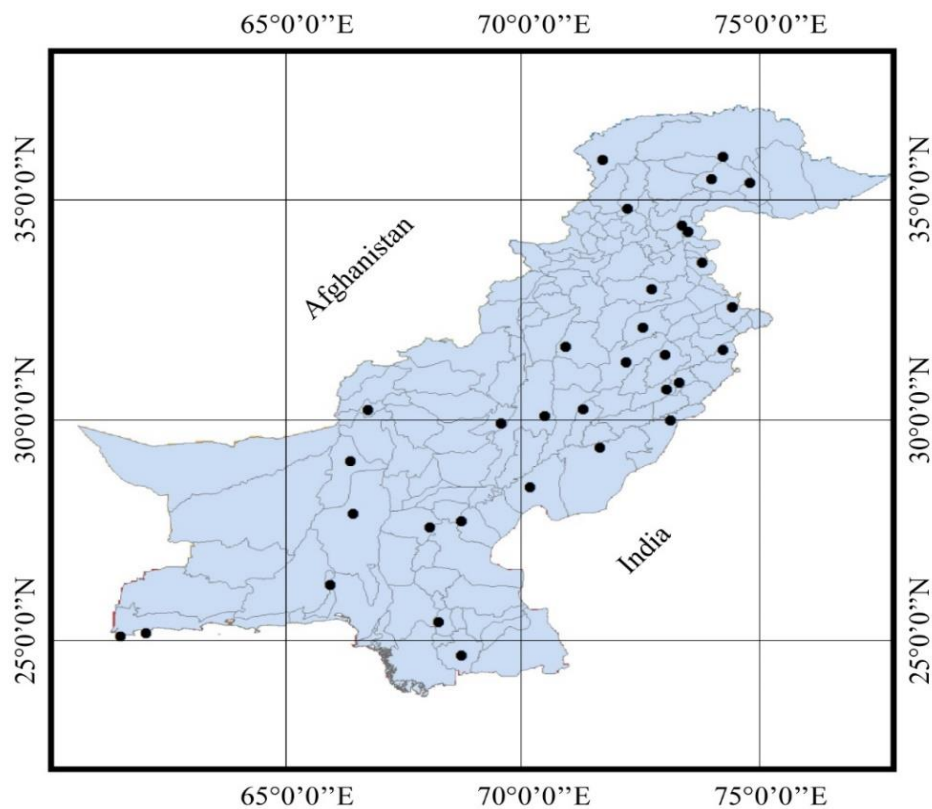 65°0'0’’E 70°0'0’’E 75°0'0’’E
35°0'0’’N 35°0'0’’N
Afghanistan
30°0'0’’N 30°0'0’’N
India
25°0'0’’N 25°0'0’’N
65°0'0’’E 70°0'0’’E 75°0'0’’E